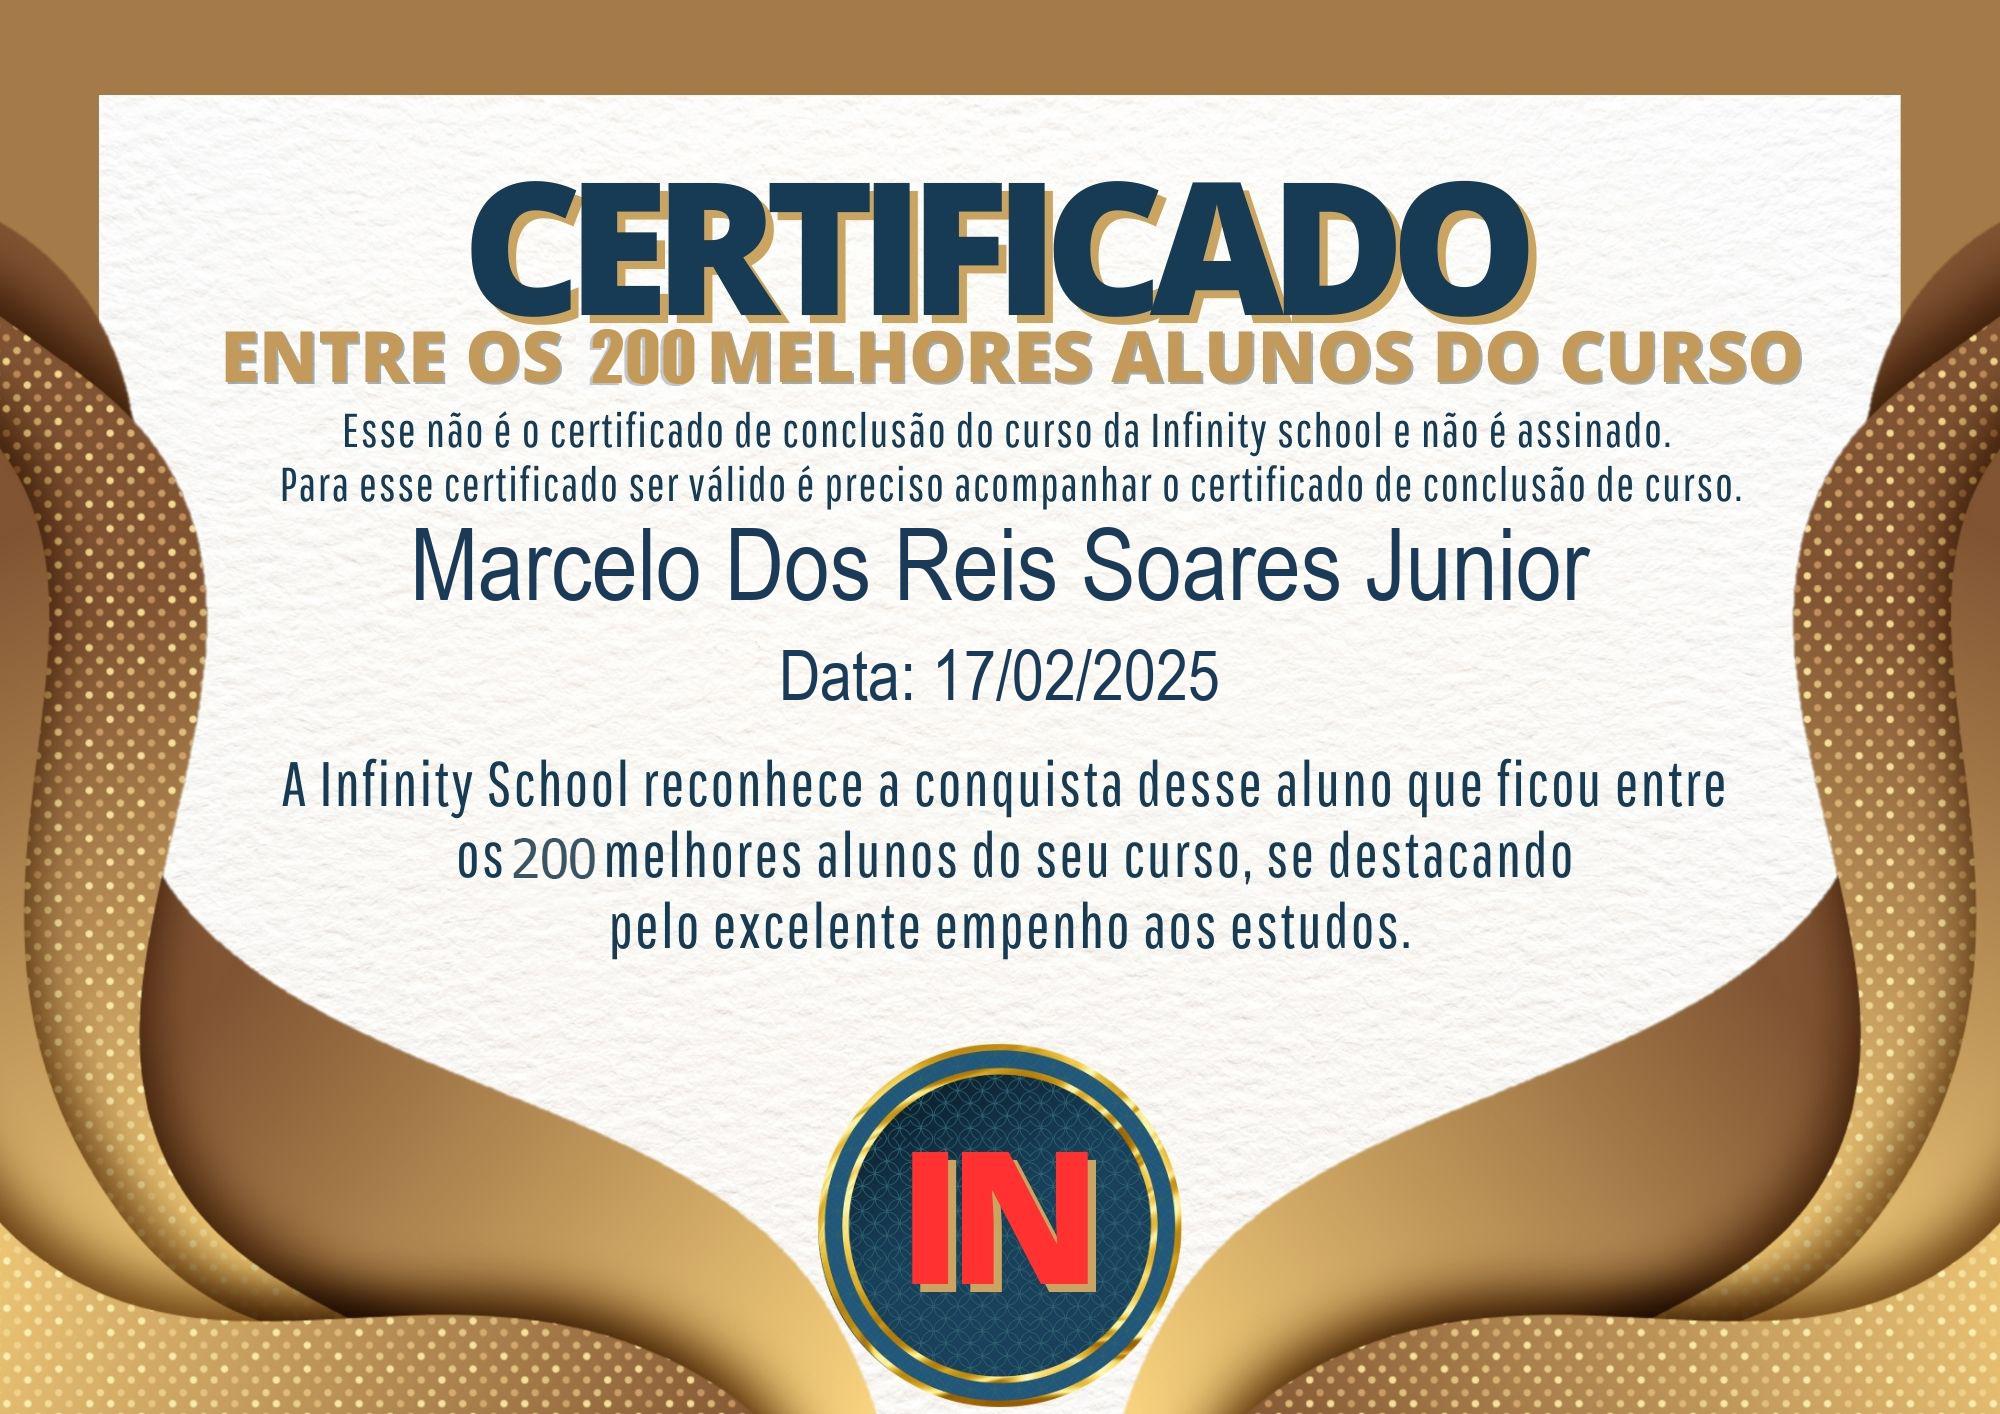 CERTIFICADO
ENTRE OS 200 MELHORES ALUNOS DO CURSO
Esse não é o certificado de conclusão do curso da Infinity school e não é assinado.
Para esse certificado ser válido é preciso acompanhar o certificado de conclusão de curso.
Marcelo Dos Reis Soares Junior
Data: 17/02/2025
A Infinity School reconhece a conquista desse aluno que ficou entre
os 200 melhores alunos do seu curso, se destacando
pelo excelente empenho aos estudos.
IN